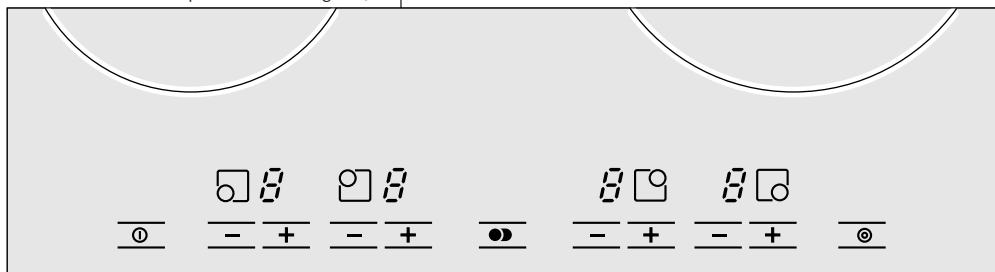 8 8 8 8
− + − + − + − +